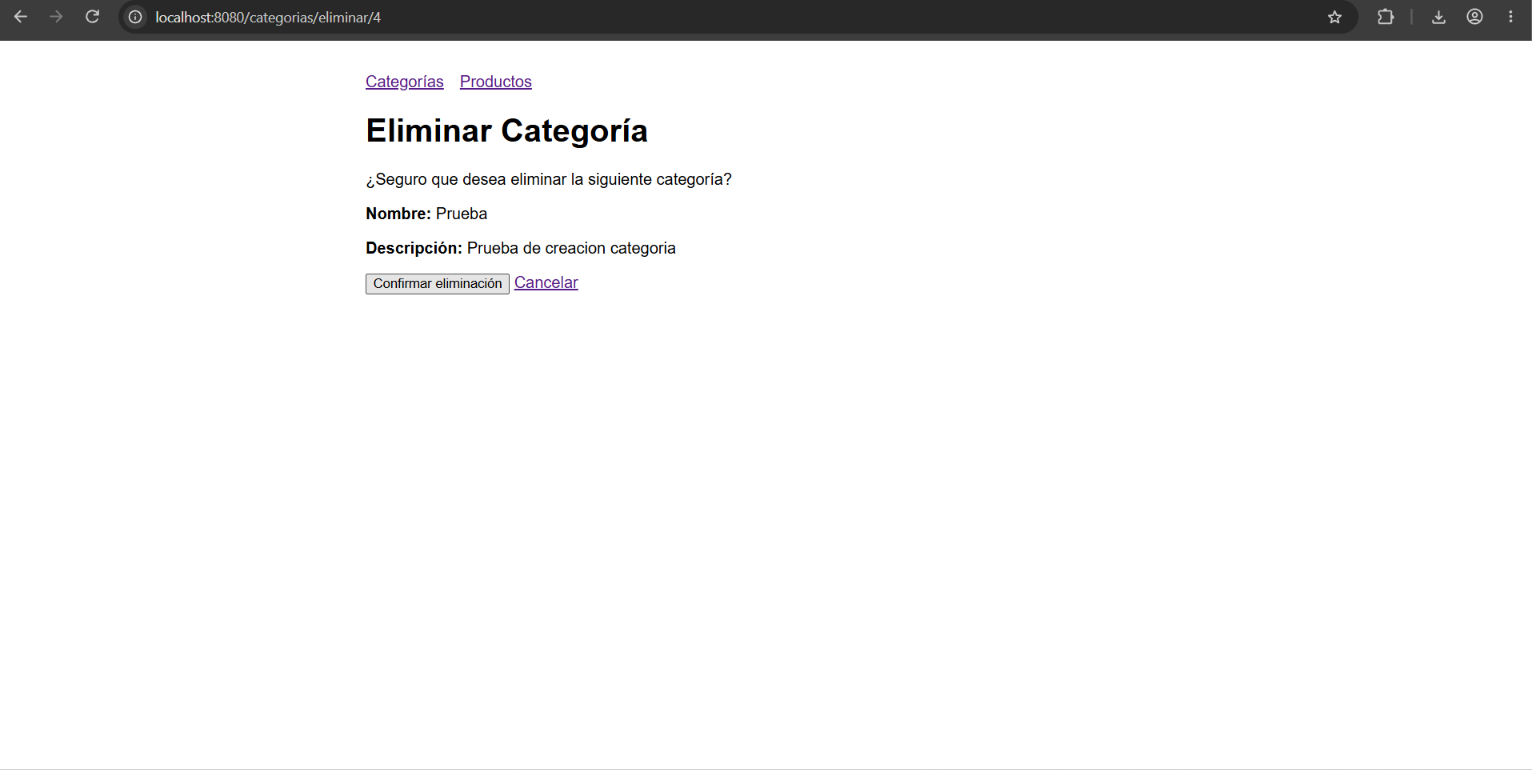 localhost:8080/categorias/eliminar/4
Categorías Productos
Eliminar Categoría
¿Seguro que desea eliminar la siguiente categoría?
Nombre: Prueba
Descripción: Prueba de creacion categoria
Confirmar eliminación Cancelar